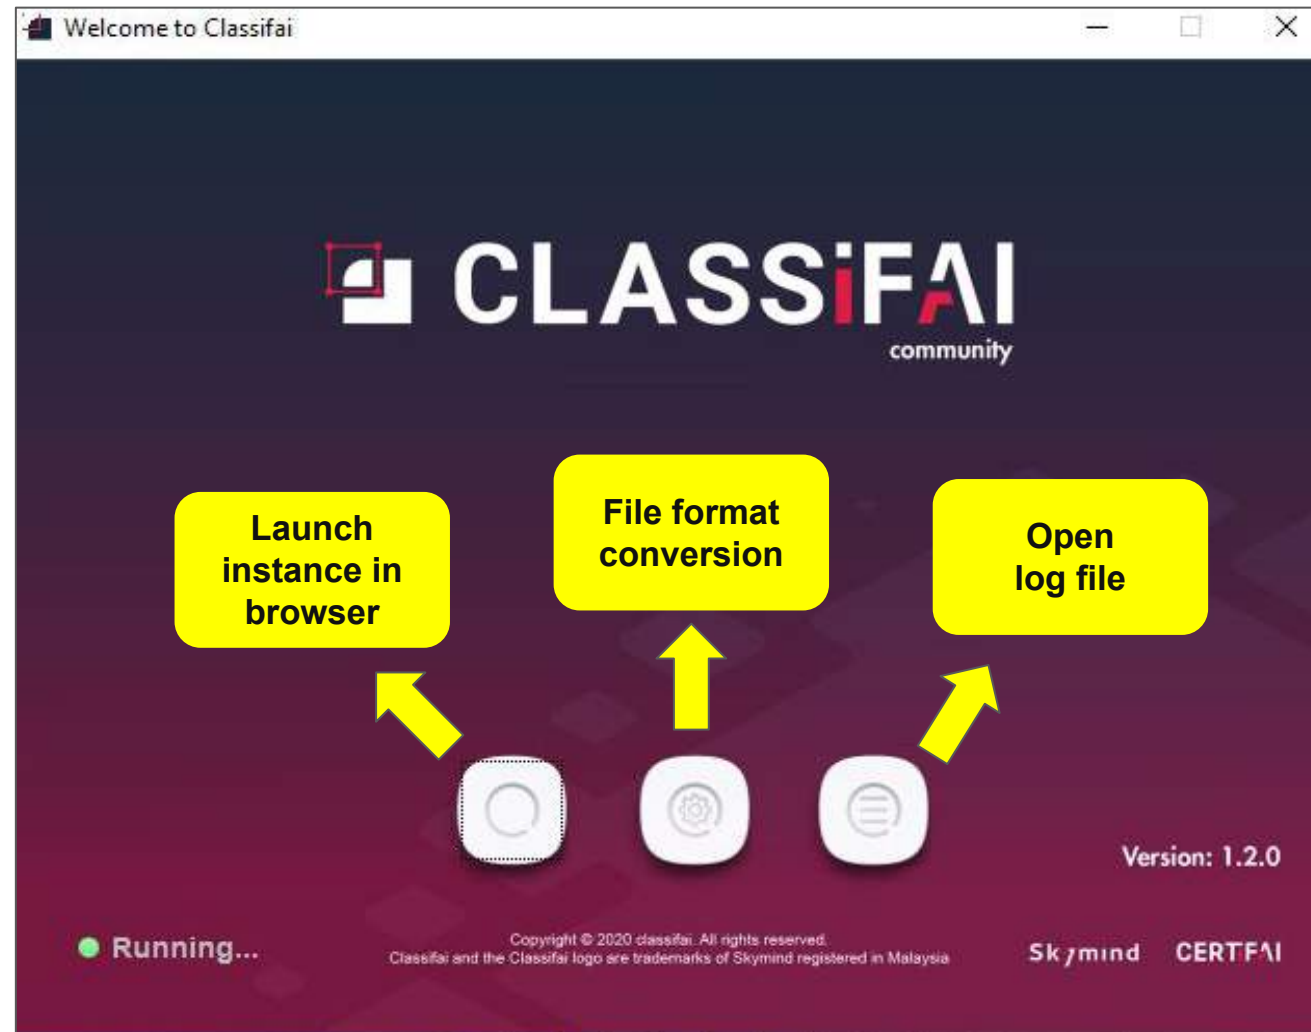 Welcome to Classifai
CLASSiFAI
community
Launch
instance in
browser
File format
conversion
Open
log file
Version: 1.2.0
Running...
Copyright © 2020 classifai. All rights reserved.
Classifai and the Classifai logo are trademarks of Skymind registered in Malaysia
Skymind
CERTIFAI